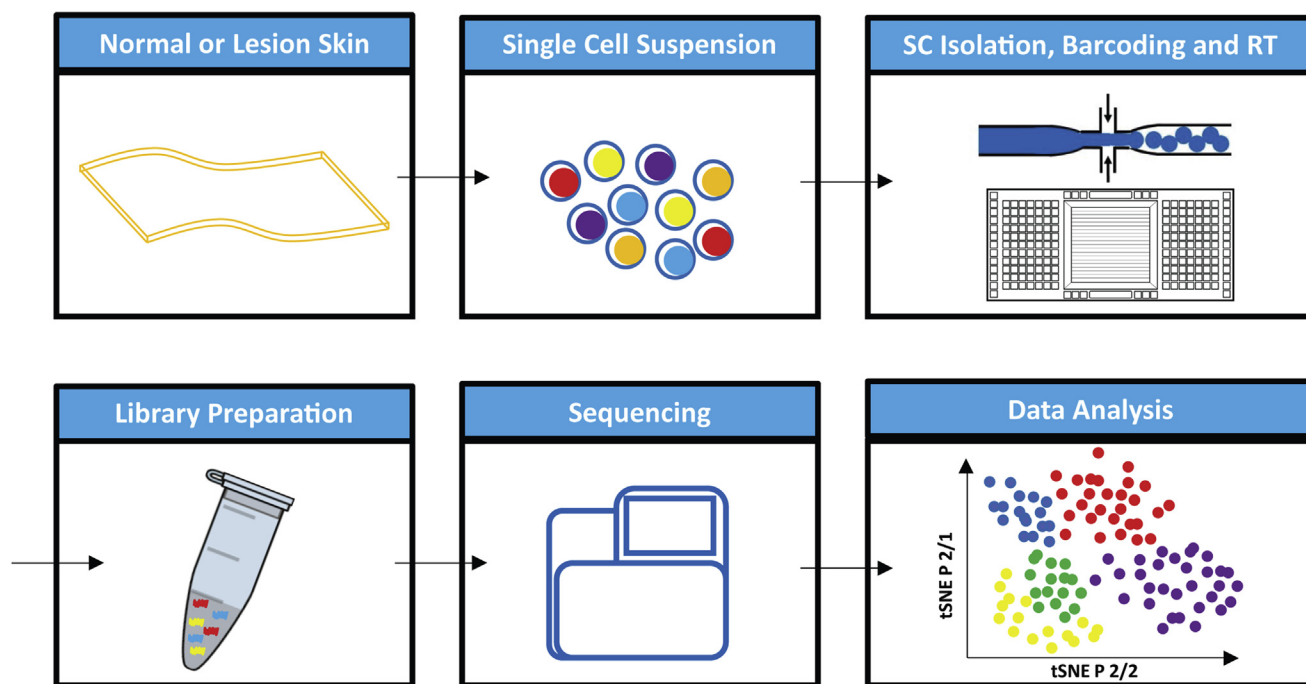 Normal or Lesion Skin
Single Cell Suspension
SC Isolation, Barcoding and RT
Library Preparation
Sequencing
Data Analysis
tSNE P 2/1
tSNE P 2/2